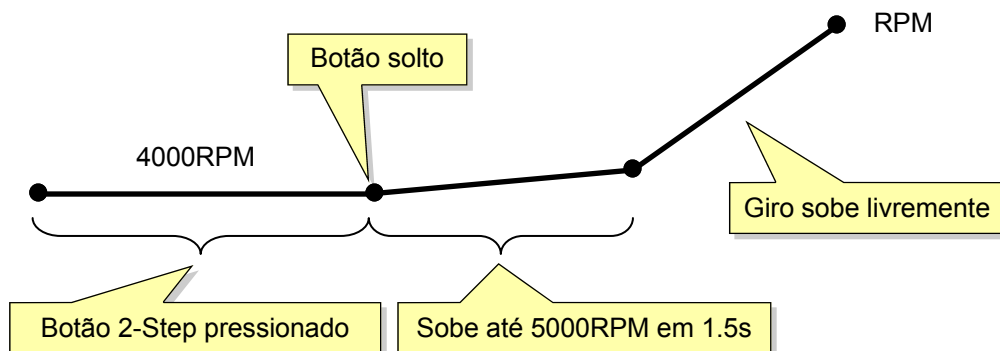 RPM
Botão solto
4000RPM
Giro sobe livremente
Botão 2-Step pressionado
Sobe até 5000RPM em 1.5s